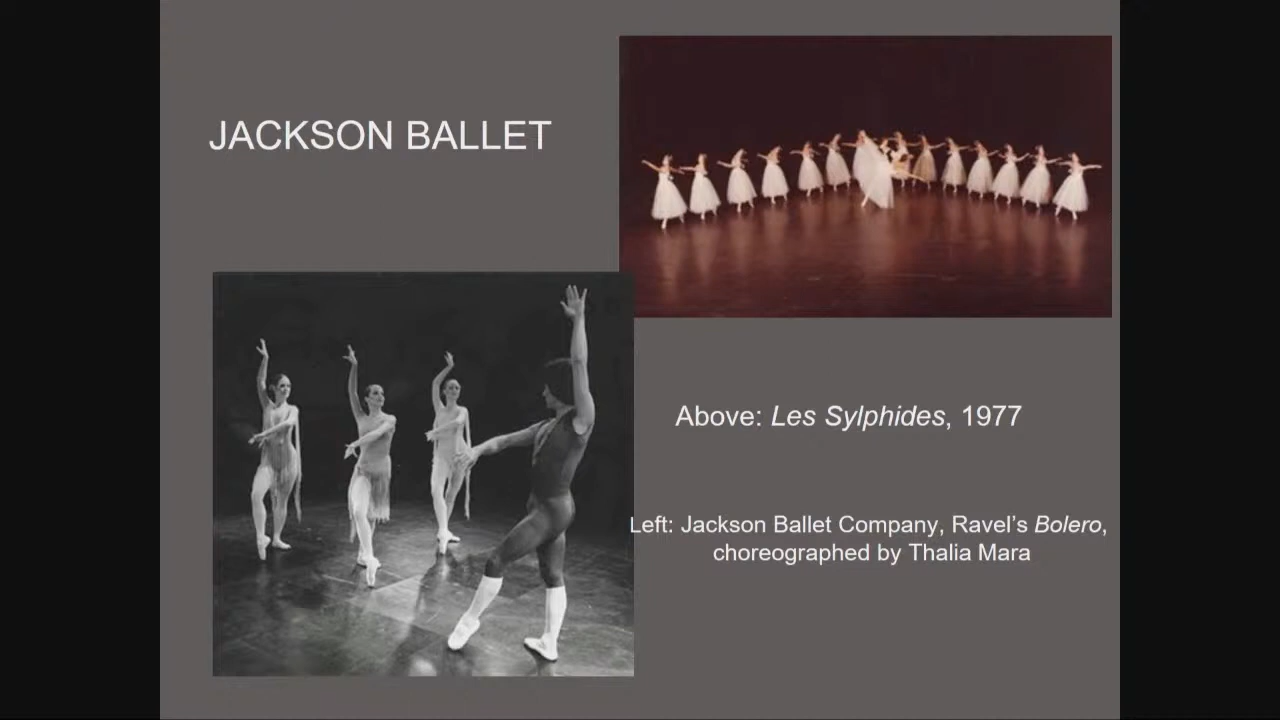 JACKSON BALLET
Above: Les Sylphides, 1977
Left: Jackson Ballet Company, Ravel’s Bolero,
choreographed by Thalia Mara